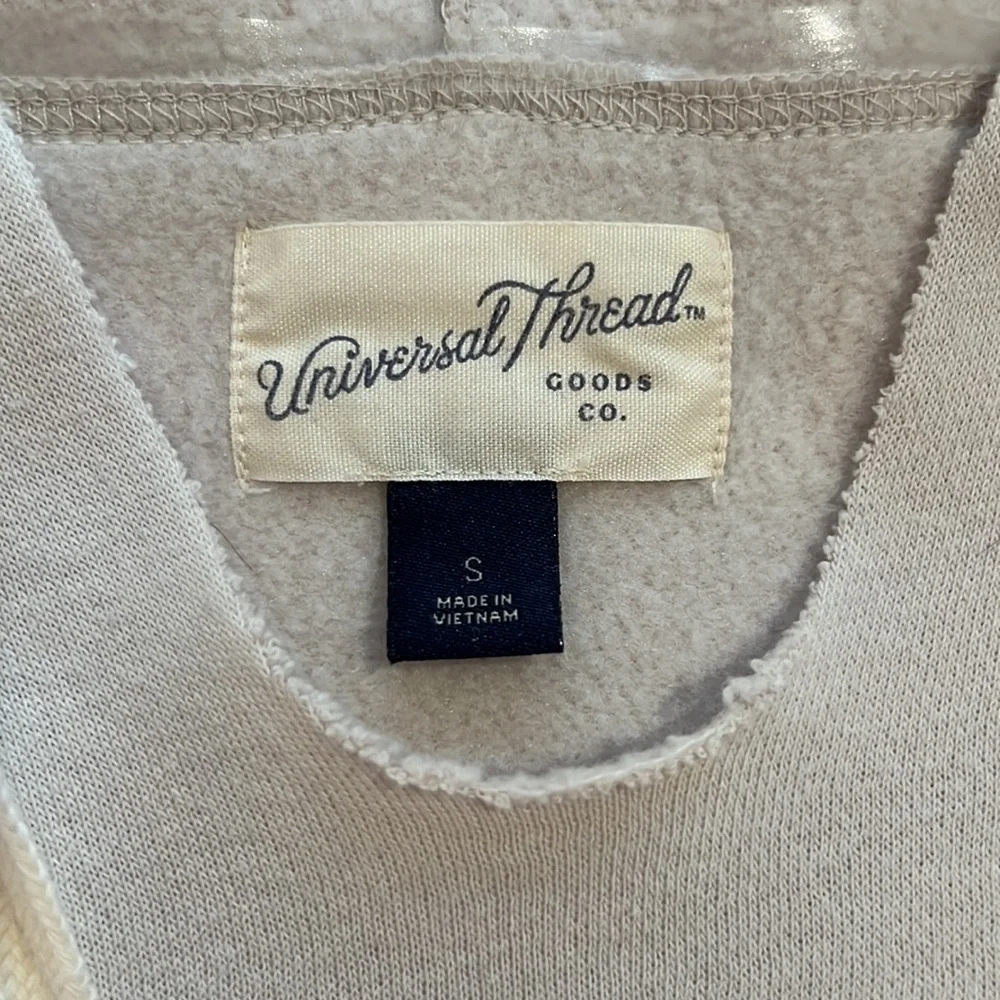 Universal Thread™
GOODS
CO.
S
MADE IN
VIETNAM